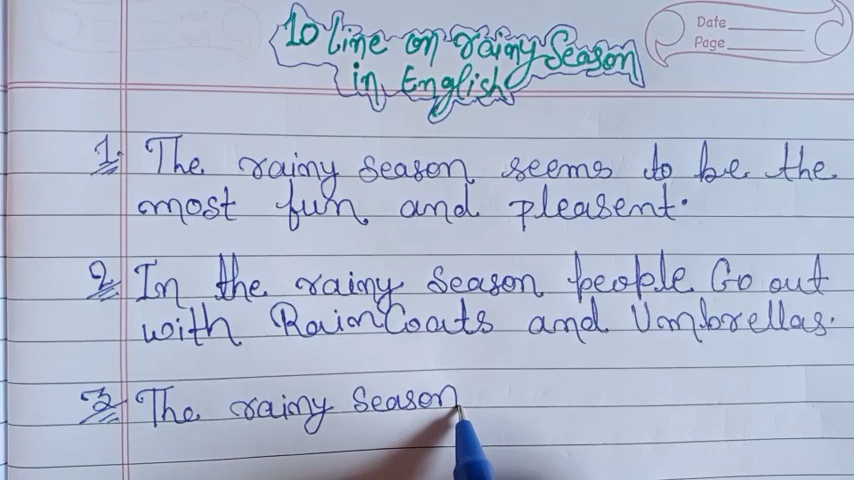 10 line on rainy Season
in English
Date
Page
1. The rainy season seems to be the
most fun and pleasent.
2. In the rainy season people Go out
with RainCoats and Umbrellas.
3. The rainy season